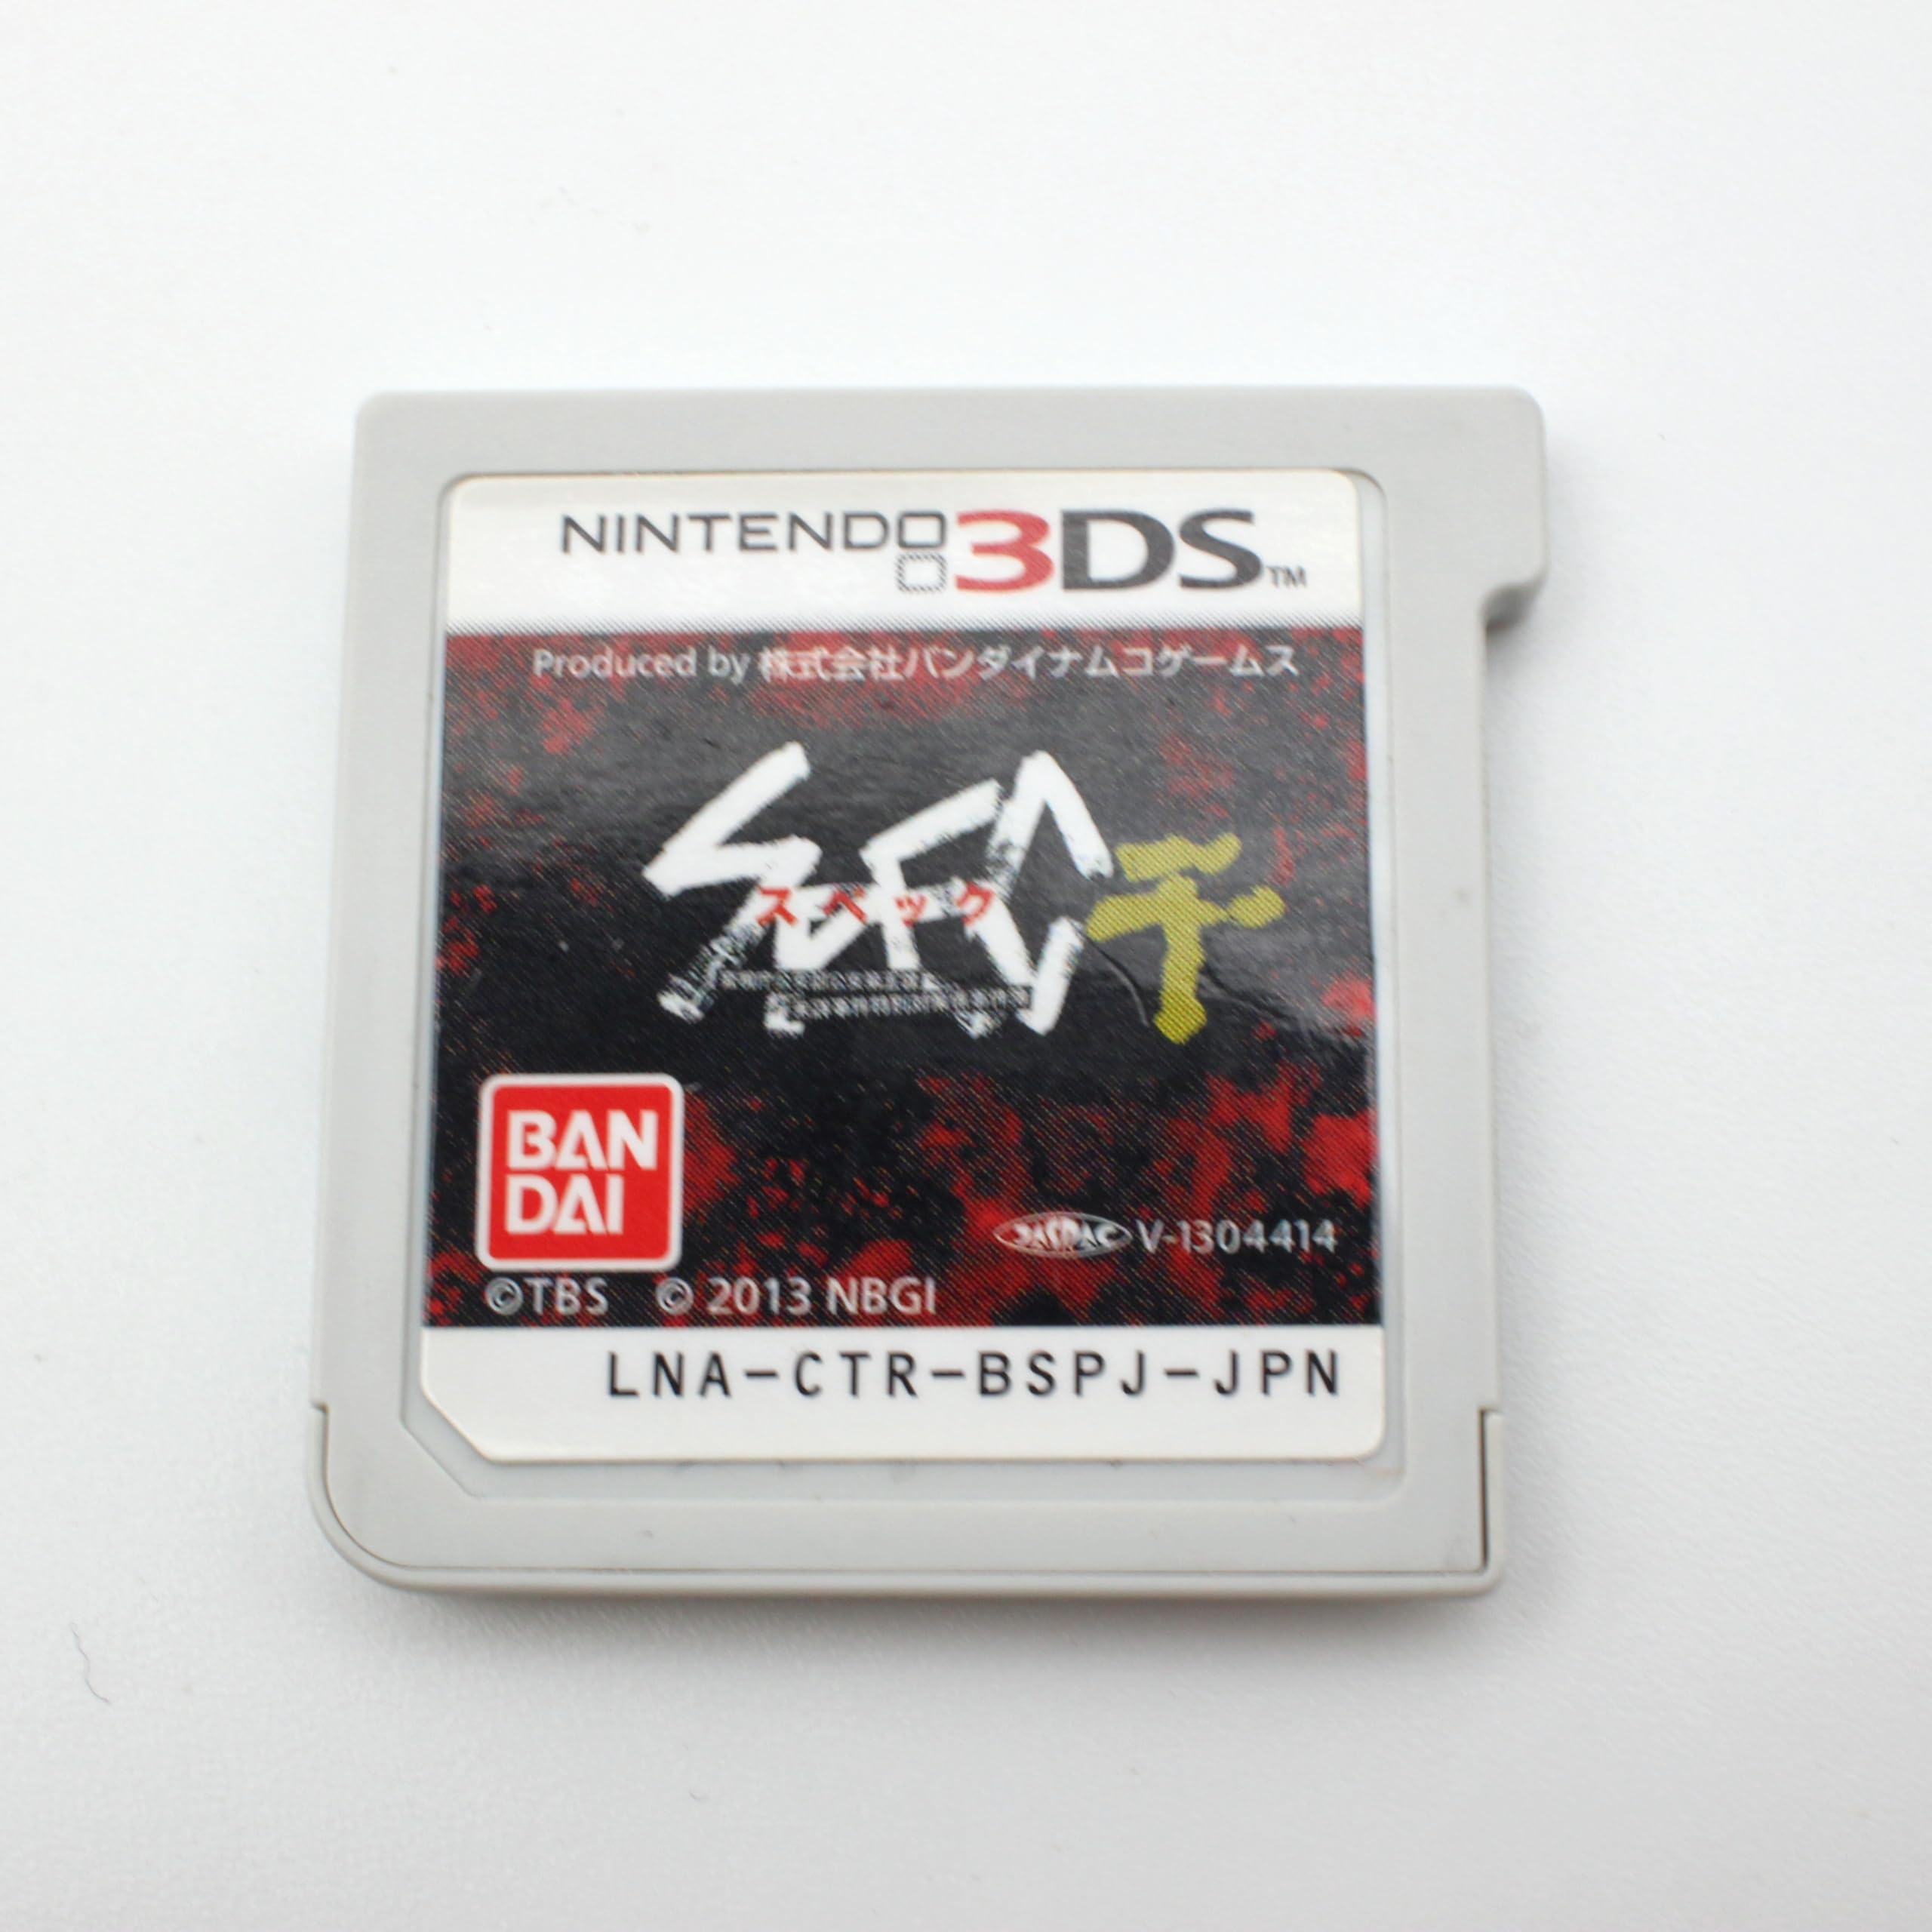 NINTENDO 3DS™
Produced by 株式会社バンダイナムコゲームス
SPEC 干
スペック
BAN
DAI
JASPAC V-1304414
©TBS © 2013 NBGI
LNA-CTR-BSPJ-JPN